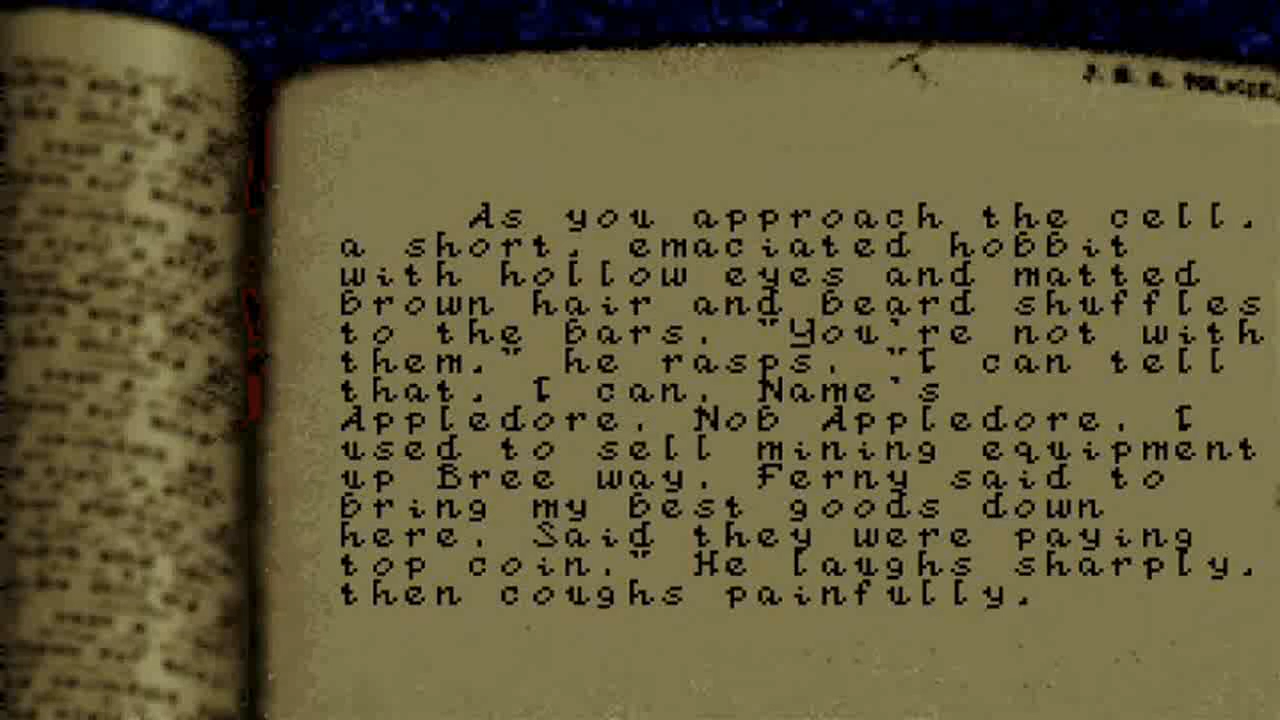 J. R. R. TOLKIEN
As you approach the cell,
a short, emaciated hobbit
with hollow eyes and matted
brown hair and beard shuffles
to the bars. "You're not with
them." he rasps. "I can tell
that. I can. Name's
Appledore. Nob Appledore. I
used to sell mining equipment
up Bree way. Ferny said to
bring my best goods down
here. Said they were paying
top coin." He laughs sharply,
then coughs painfully.